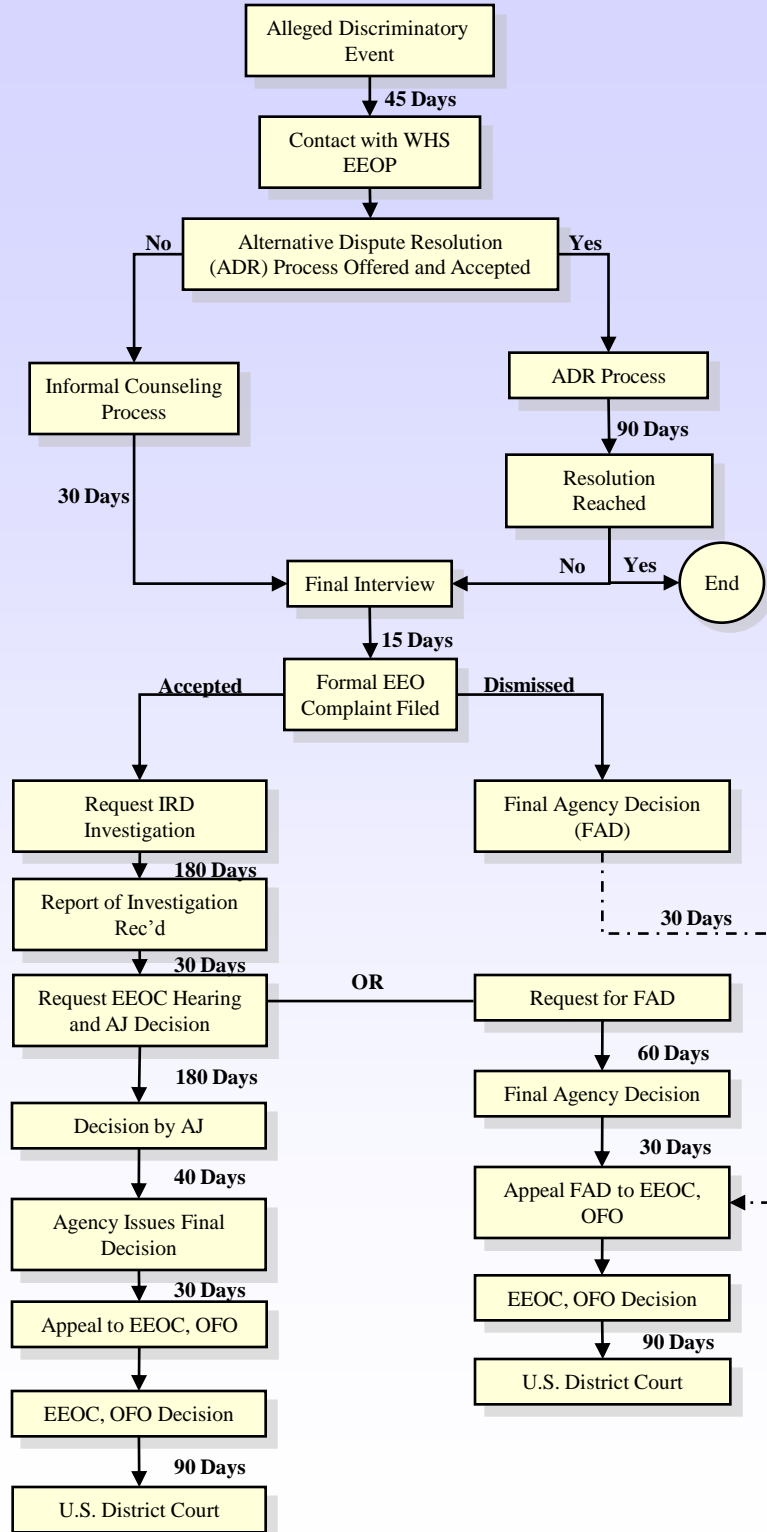 Alleged Discriminatory
Event
45 Days
Contact with WHS
EEOP
No
Alternative Dispute Resolution
(ADR) Process Offered and Accepted
Yes
Informal Counseling
Process
ADR Process
90 Days
30 Days
Resolution
Reached
Final Interview
No
Yes
End
15 Days
Accepted
Formal EEO
Complaint Filed
Dismissed
Request IRD
Investigation
Final Agency Decision
(FAD)
180 Days
Report of Investigation
Rec’d
30 Days
30 Days
Request EEOC Hearing
and AJ Decision
OR
Request for FAD
180 Days
60 Days
Decision by AJ
Final Agency Decision
40 Days
30 Days
Agency Issues Final
Decision
Appeal FAD to EEOC,
OFO
30 Days
Appeal to EEOC, OFO
EEOC, OFO Decision
90 Days
EEOC, OFO Decision
U.S. District Court
90 Days
U.S. District Court